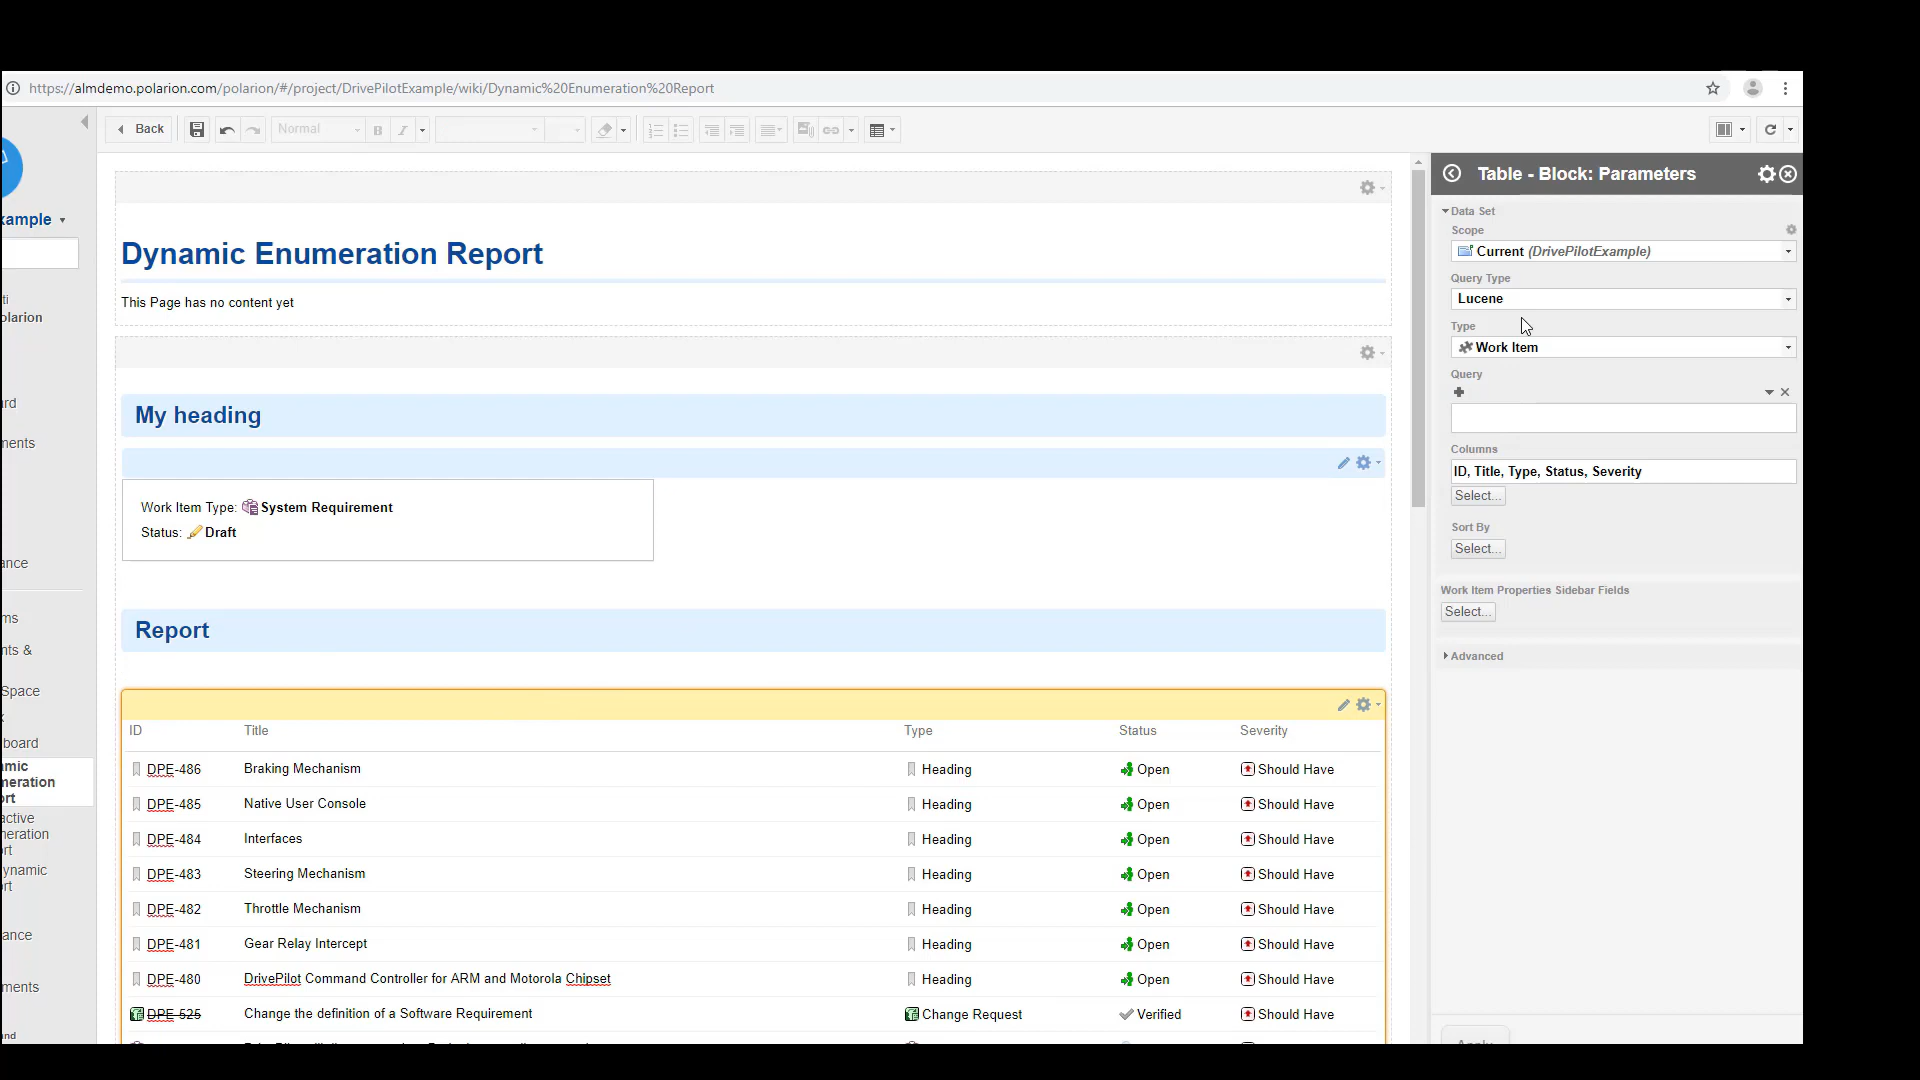 https://almdemo.polarion.com/polarion/#/project/DrivePilotExample/wiki/Dynamic%20Enumeration%20Report
Back
Normal
B
I
xample
ti
olarion
rd
ments
ance
ms
nts &
Space
x
board
mic
meration
ort
active
meration
ort
ynamic
rt
ance
ments
and
Dynamic Enumeration Report
This Page has no content yet
My heading
Work Item Type: System Requirement
Status: Draft
Report
ID Title Type Status Severity
DPE-486 Braking Mechanism Heading Open Should Have
DPE-485 Native User Console Heading Open Should Have
DPE-484 Interfaces Heading Open Should Have
DPE-483 Steering Mechanism Heading Open Should Have
DPE-482 Throttle Mechanism Heading Open Should Have
DPE-481 Gear Relay Intercept Heading Open Should Have
DPE-480 DrivePilot Command Controller for ARM and Motorola Chipset Heading Open Should Have
DPE-525 Change the definition of a Software Requirement Change Request Verified Should Have
Table - Block: Parameters
Data Set
Scope
Current (DrivePilotExample)
Query Type
Lucene
Type
Work Item
Query
Columns
ID, Title, Type, Status, Severity
Select...
Sort By
Select...
Work Item Properties Sidebar Fields
Select...
Advanced